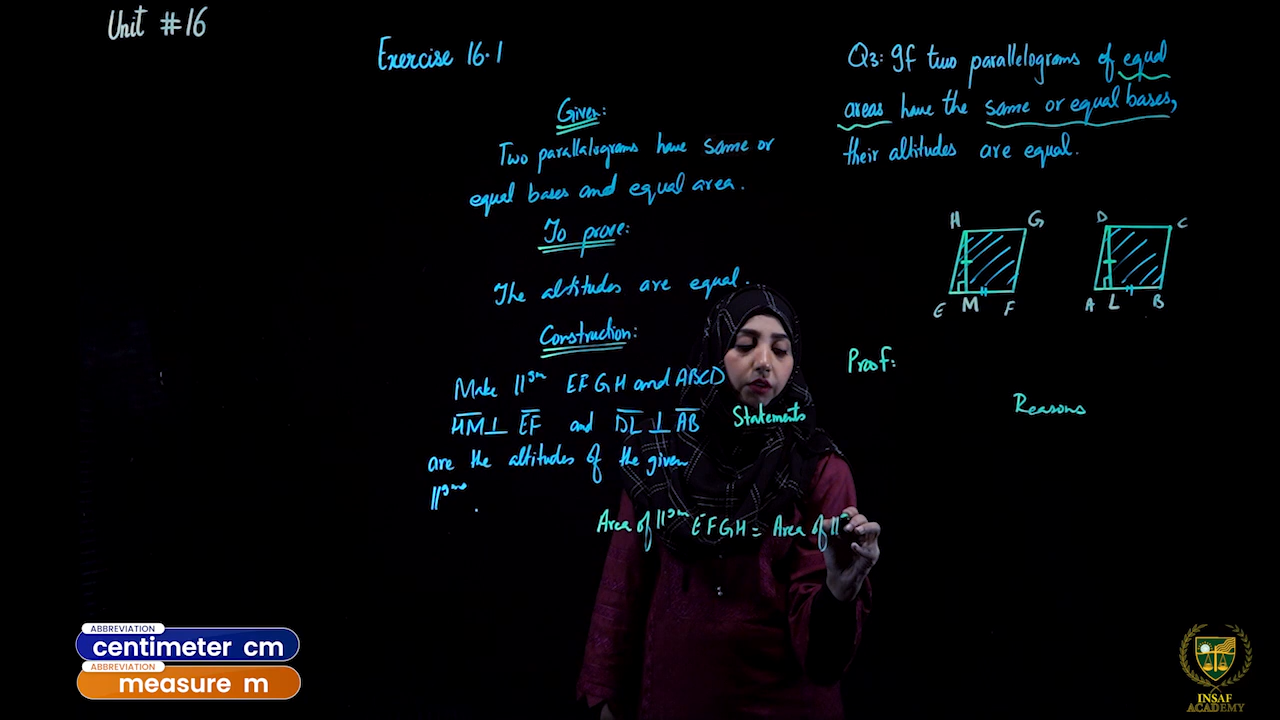 Unit #16
Exercise 16.1
Given:
Two parallalograms have same or
equal bases and equal area.
To prove:
The altitudes are equal.
Construction:
Make ||gm EFGH and ABCD
HM⊥ EF and DL ⊥ AB
are the altitudes of the given
||gms.
Q3: If two parallelograms of equal
areas have the same or equal bases,
their altitudes are equal.
H G
E M F
D C
A L B
Proof:
Statements Reasons
Area of ||gm EFGH = Area of ||
ABBREVIATION
centimeter cm
ABBREVIATION
measure m
INSAF
ACADEMY